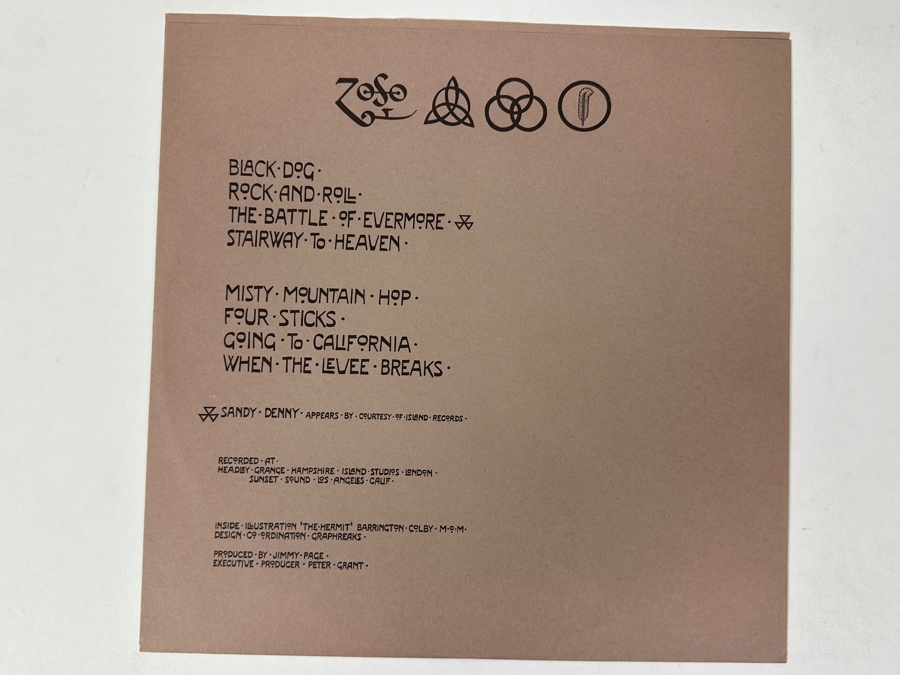 ZoSo
BLACK·DOG·
ROCK·AND·ROLL·
THE·BATTLE·OF·EVERMORE·
STAIRWAY·To·HEAVEN·
MISTY·MOUNTAIN·HOP·
FOUR·STICKS·
GOING·To·CALIFORNIA·
WHEN·THE·LEVEE·BREAKS·
SANDY·DENNY·APPEARS·BY·COURTESY·OF·ISLAND·RECORDS·
RECORDED·AT·
HEADLEY·GRANGE·HAMPSHIRE·ISLAND·STUDIOS·LONDON·
SUNSET·SOUND·LOS·ANGELES·CALIF·
INSIDE·ILLUSTRATION 'THE·HERMIT' BARRINGTON·COLBY·M·O·M·
DESIGN·CO·ORDINATION·GRAPHREAKS·
PRODUCED·BY·JIMMY·PAGE·
EXECUTIVE·PRODUCER·PETER·GRANT·